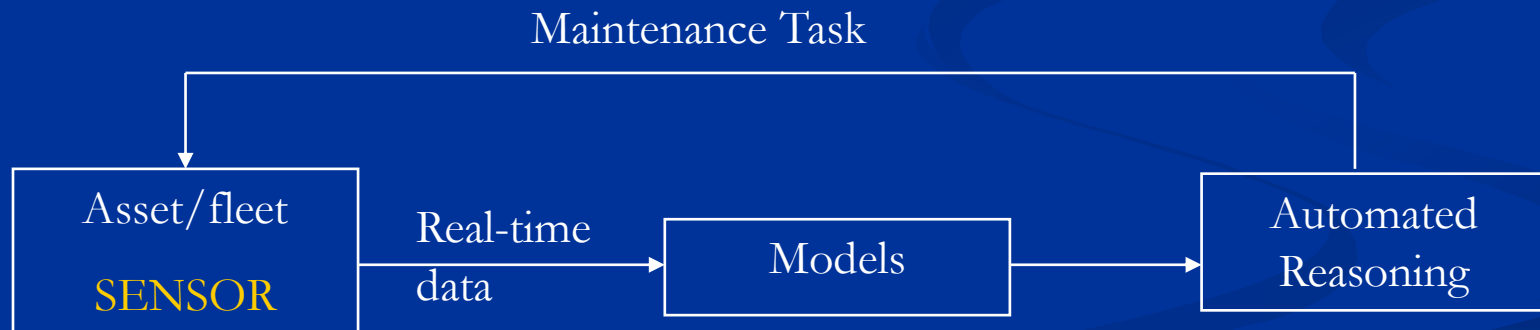 Maintenance Task
Asset/fleet
SENSOR
Real-time
data
Models
Automated
Reasoning